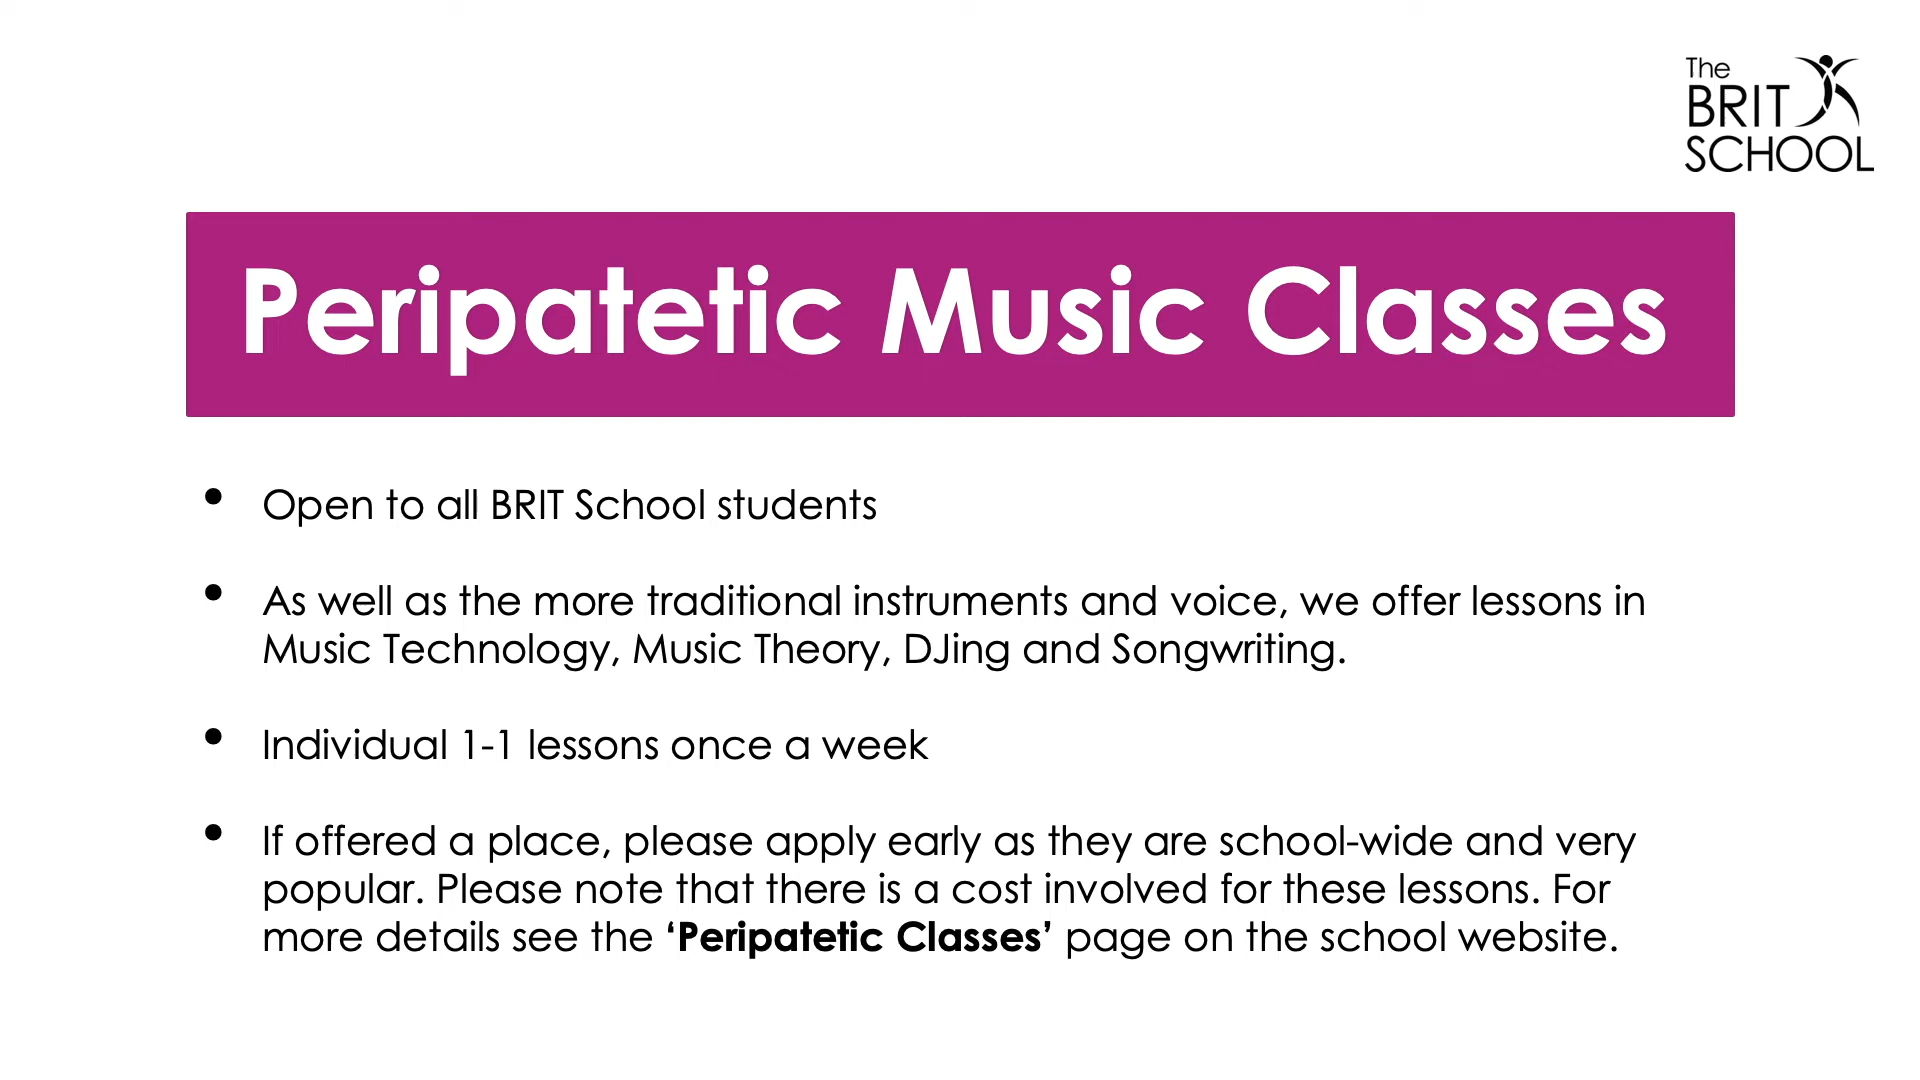 The
BRIT
SCHOOL
Peripatetic Music Classes
• Open to all BRIT School students
• As well as the more traditional instruments and voice, we offer lessons in
Music Technology, Music Theory, DJing and Songwriting.
• Individual 1-1 lessons once a week
• If offered a place, please apply early as they are school-wide and very
popular. Please note that there is a cost involved for these lessons. For
more details see the ‘Peripatetic Classes’ page on the school website.